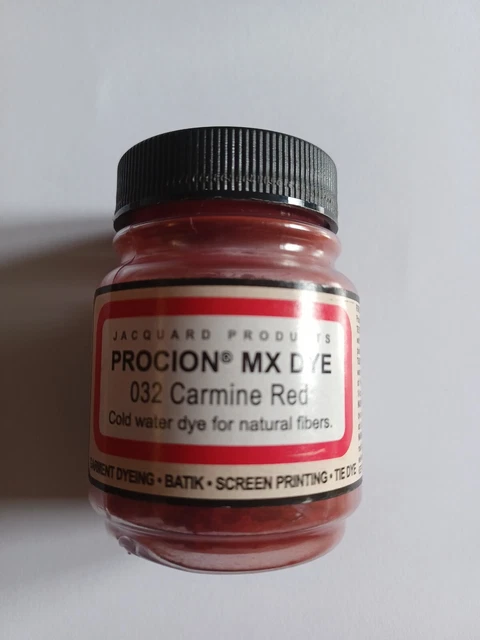 JACQUARD PRODUCTS
PROCION® MX DYE
032 Carmine Red
Cold water dye for natural fibers.
DYEING • BATIK • SCREEN PRINTING • TIE DYE